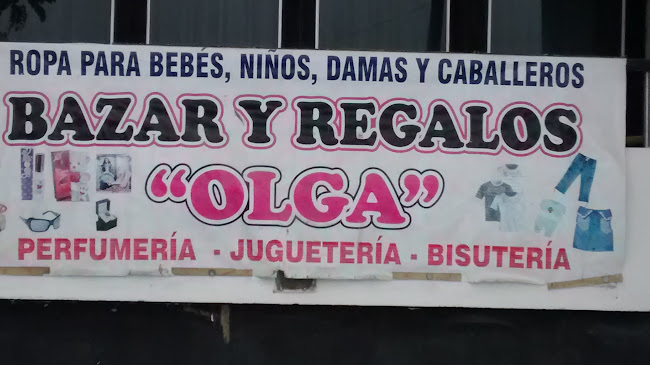 ROPA PARA BEBÉS, NIÑOS, DAMAS Y CABALLEROS
BAZAR Y REGALOS
“OLGA”
PERFUMERÍA - JUGUETERÍA - BISUTERÍA